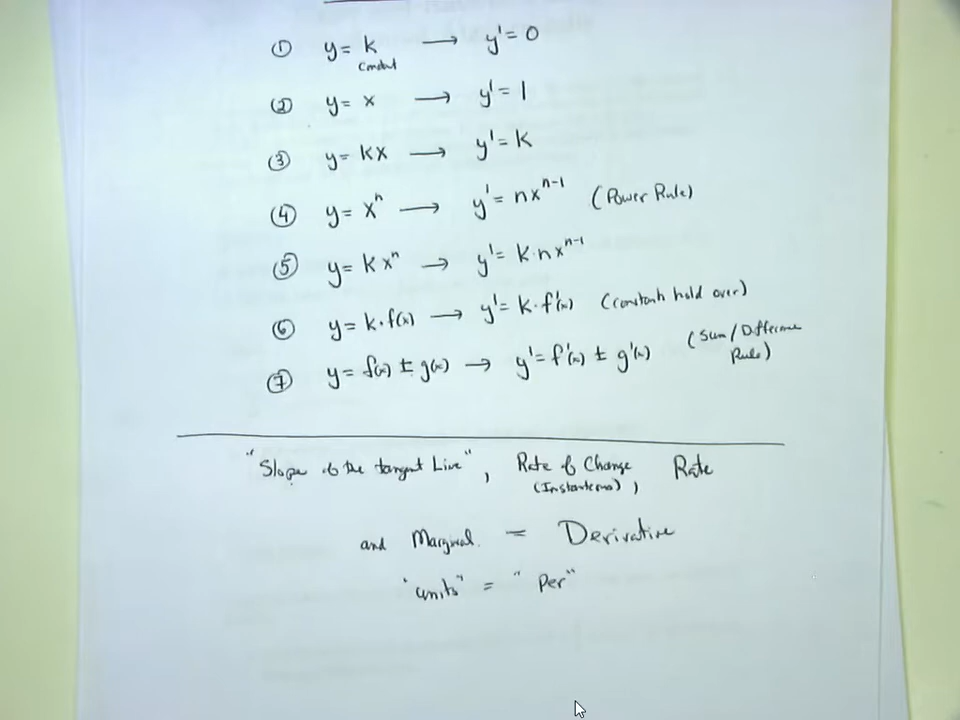 ① y = k → y' = 0
constant
② y = x → y' = 1
③ y = kx → y' = k
④ y = xⁿ → y' = nxⁿ⁻¹ (Power Rule)
⑤ y = kxⁿ → y' = k·nxⁿ⁻¹
⑥ y = k·f(x) → y' = k·f'(x) (constants hold over)
⑦ y = f(x) ± g(x) → y' = f'(x) ± g'(x) (Sum/Difference
Rule)
"Slope of the tangent Line", Rate of Change Rate
(Instantaneous),
and Marginal = Derivative
"units" = "Per"